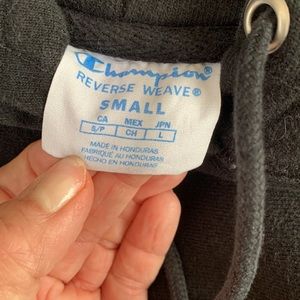 Champion®
REVERSE WEAVE®
SMALL
CA MEX JPN
S/P CH L
MADE IN HONDURAS
FABRIQUÉ AU HONDURAS
HECHO EN HONDURAS